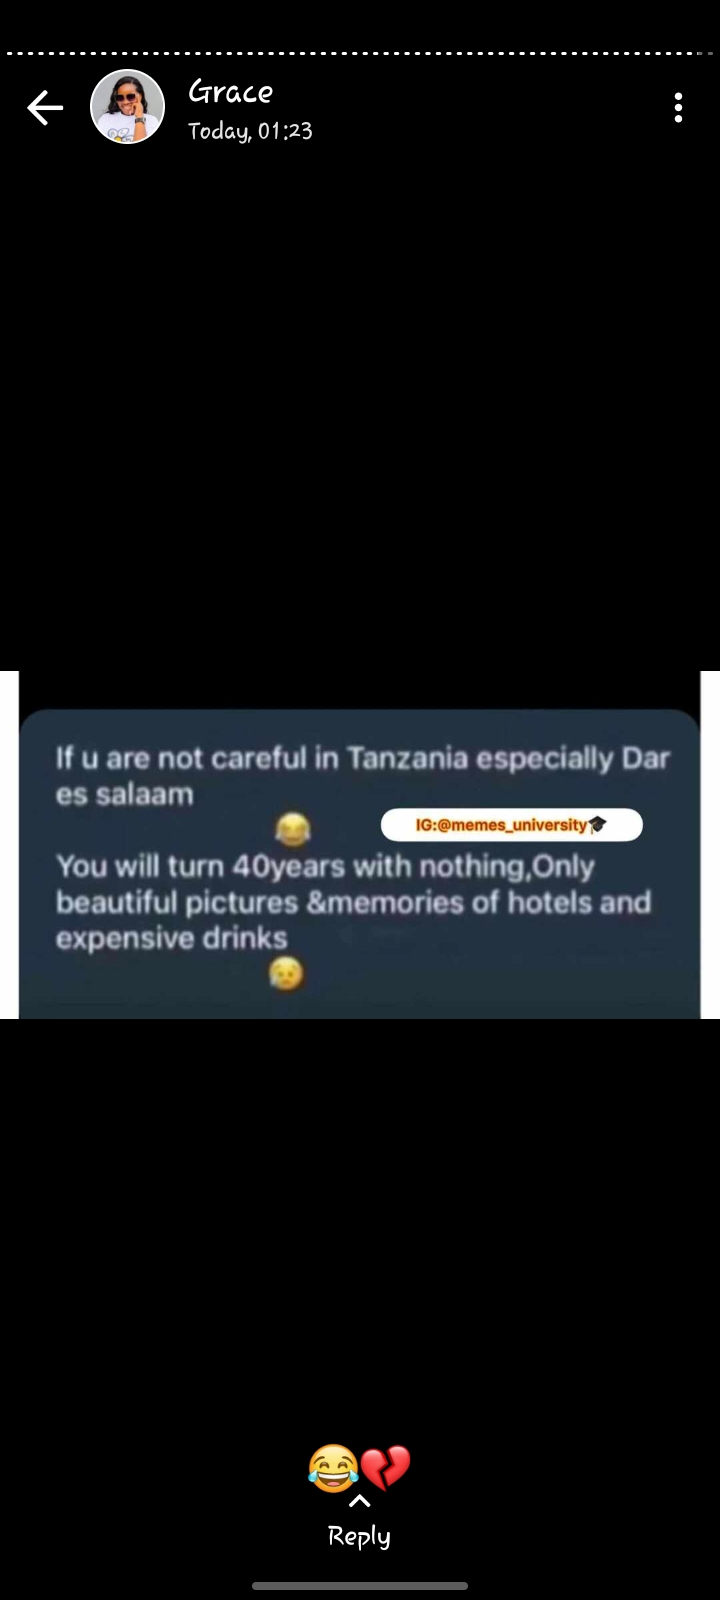 Grace
Today, 01:23
If u are not careful in Tanzania especially Dar
es salaam
😂
IG:@memes_university🎓
You will turn 40years with nothing,Only
beautiful pictures &memories of hotels and
expensive drinks
😥
😂💔
Reply